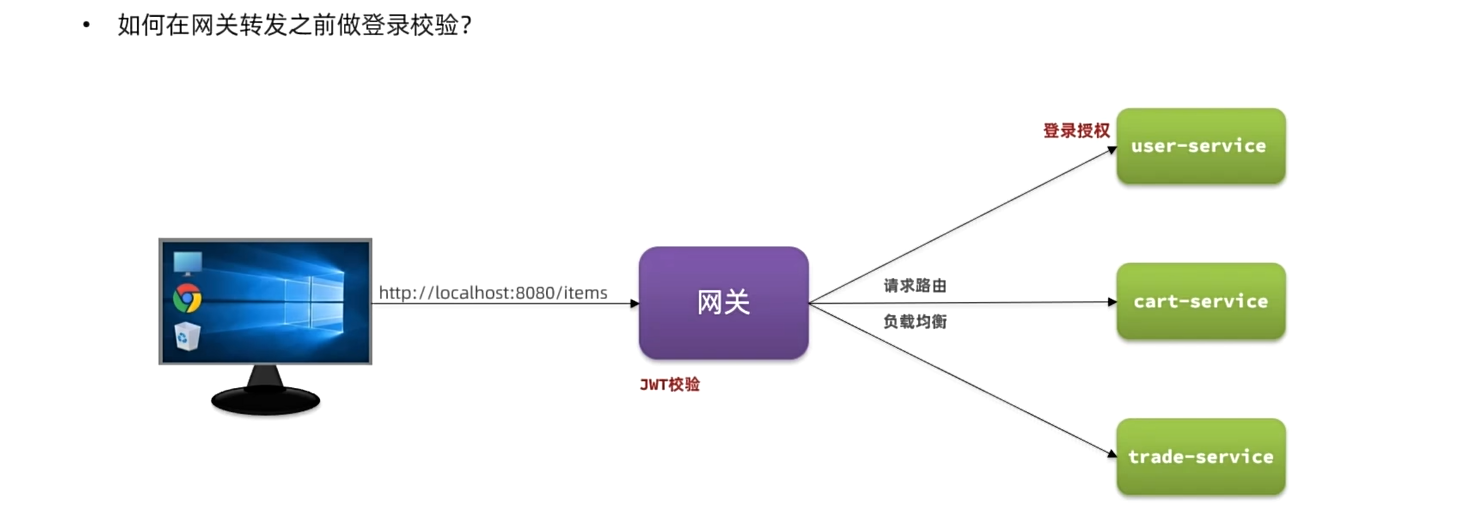 • 如何在网关转发之前做登录校验？
登录授权
user-service
http://localhost:8080/items
网关
请求路由
负载均衡
cart-service
JWT校验
trade-service